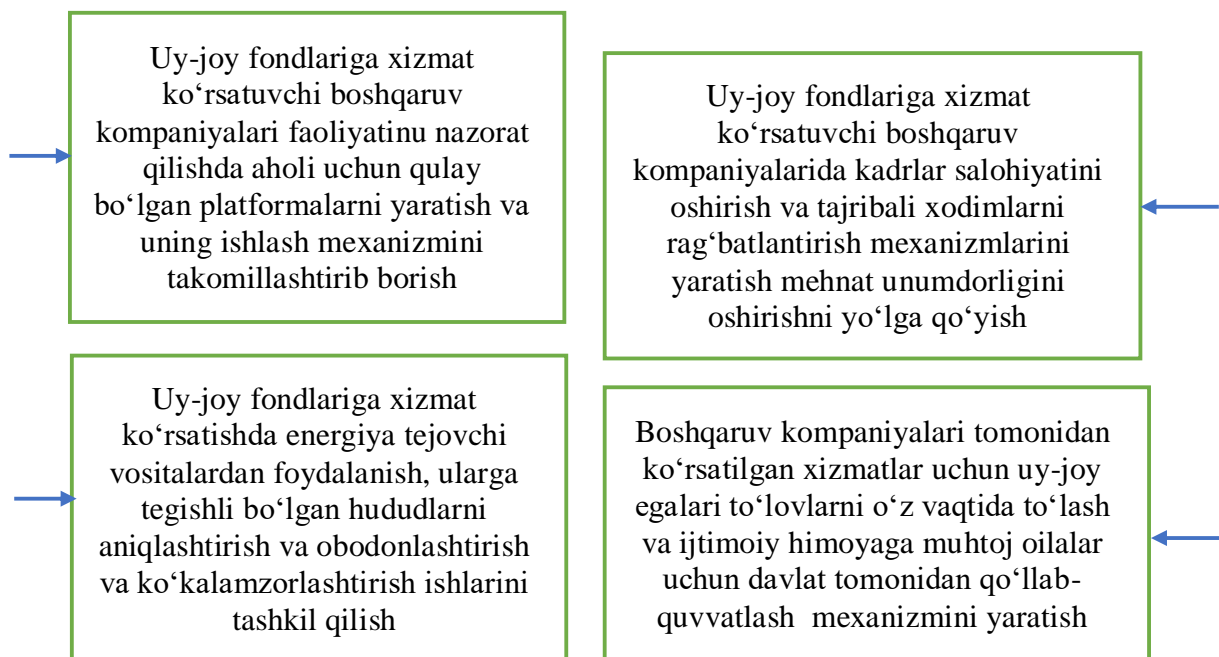 Uy-joy fondlariga xizmat
ko‘rsatuvchi boshqaruv
kompaniyalari faoliyatinu nazorat
qilishda aholi uchun qulay
bo‘lgan platformalarni yaratish va
uning ishlash mexanizmini
takomillashtirib borish
Uy-joy fondlariga xizmat
ko‘rsatuvchi boshqaruv
kompaniyalarida kadrlar salohiyatini
oshirish va tajribali xodimlarni
rag‘batlantirish mexanizmlarini
yaratish mehnat unumdorligini
oshirishni yo‘lga qo‘yish
Uy-joy fondlariga xizmat
ko‘rsatishda energiya tejovchi
vositalardan foydalanish, ularga
tegishli bo‘lgan hududlarni
aniqlashtirish va obodonlashtirish
va ko‘kalamzorlashtirish ishlarini
tashkil qilish
Boshqaruv kompaniyalari tomonidan
ko‘rsatilgan xizmatlar uchun uy-joy
egalari to‘lovlarni o‘z vaqtida to‘lash
va ijtimoiy himoyaga muhtoj oilalar
uchun davlat tomonidan qo‘llab-
quvvatlash  mexanizmini yaratish